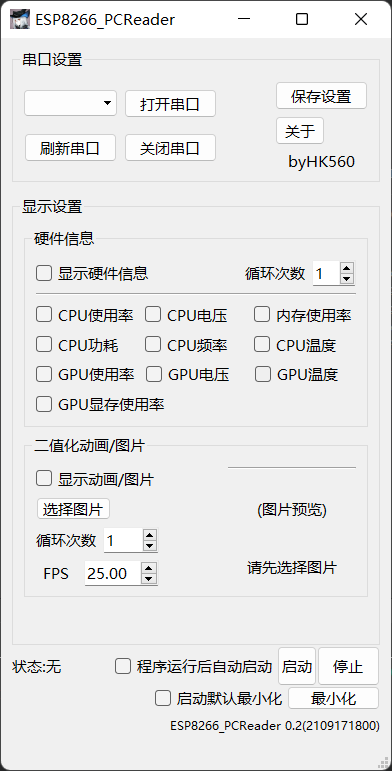 ESP8266_PCReader
串口设置
打开串口
保存设置
关于
刷新串口
关闭串口
byHK560
显示设置
硬件信息
显示硬件信息 循环次数 1
CPU使用率 CPU电压 内存使用率
CPU功耗 CPU频率 CPU温度
GPU使用率 GPU电压 GPU温度
GPU显存使用率
二值化动画/图片
显示动画/图片
选择图片 (图片预览)
循环次数 1
FPS 25.00 请先选择图片
状态:无 程序运行后自动启动 启动 停止
启动默认最小化 最小化
ESP8266_PCReader 0.2(2109171800)